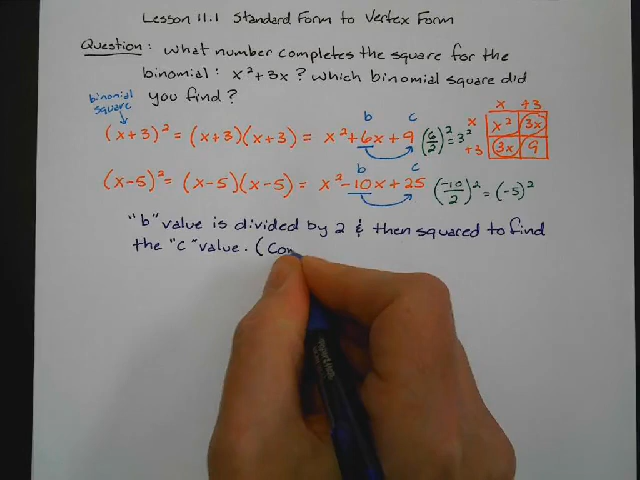 Lesson 11.1 Standard Form to Vertex Form
Question: What number completes the square for the
binomial: x²+3x? Which binomial square did
you find?
binomial
square
x +3
b c
(x+3)² = (x+3)(x+3) = x²+6x+9 (6/2)²=3²
x x² 3x
+3 3x 9
b c
(x-5)² = (x-5)(x-5) = x²-10x+25 (-10/2)² = (-5)²
"b" value is divided by 2 & then squared to find
the "c" value. (Com